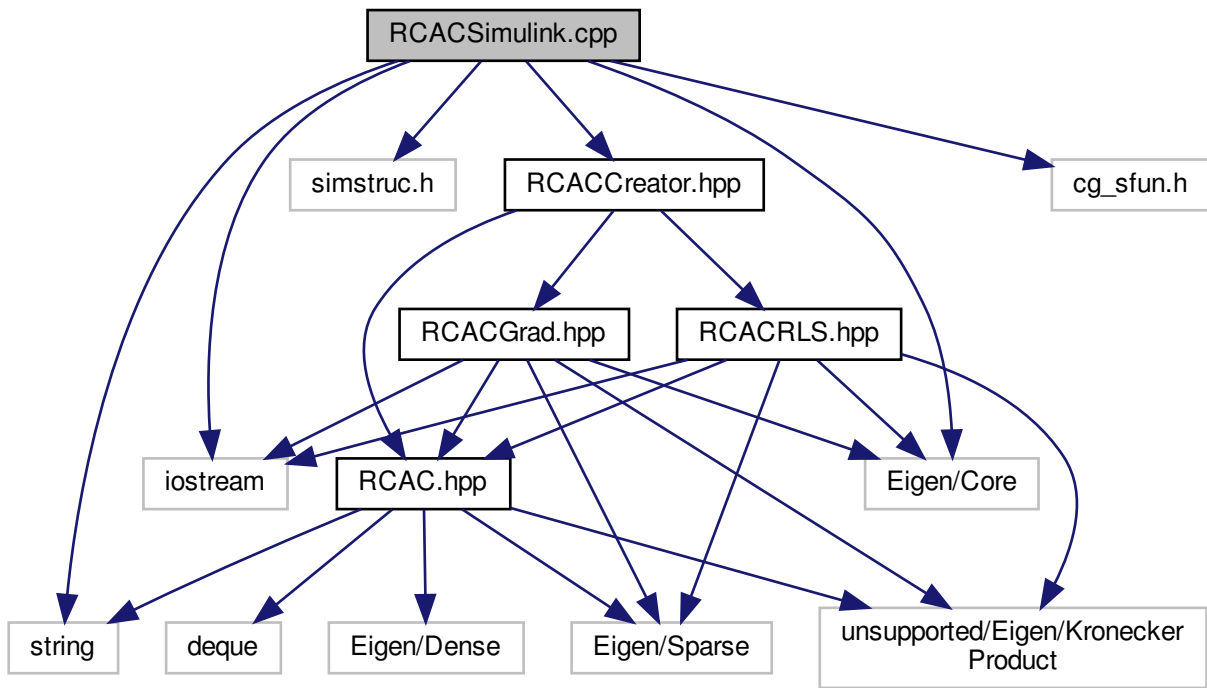 RCACSimulink.cpp
simstruc.h
RCACCreator.hpp
cg_sfun.h
RCACGrad.hpp
RCACRLS.hpp
iostream
RCAC.hpp
Eigen/Core
string
deque
Eigen/Dense
Eigen/Sparse
unsupported/Eigen/Kronecker
Product